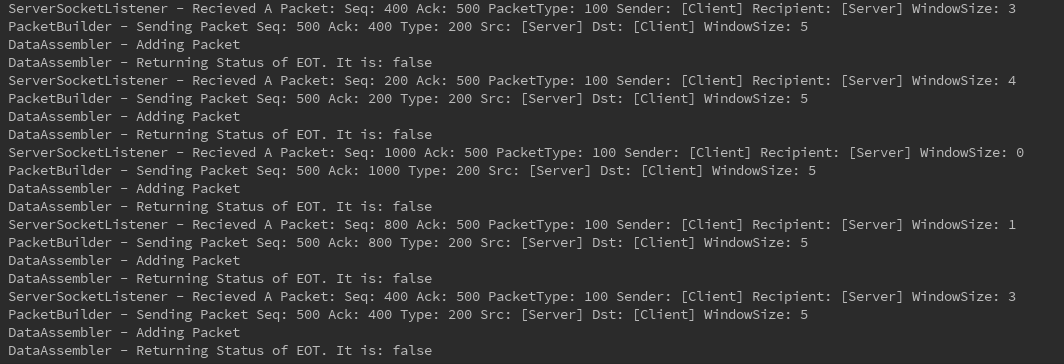 ServerSocketListener - Recieved A Packet: Seq: 400 Ack: 500 PacketType: 100 Sender: [Client] Recipient: [Server] WindowSize: 3
PacketBuilder - Sending Packet Seq: 500 Ack: 400 Type: 200 Src: [Server] Dst: [Client] WindowSize: 5
DataAssembler - Adding Packet
DataAssembler - Returning Status of EOT. It is: false
ServerSocketListener - Recieved A Packet: Seq: 200 Ack: 500 PacketType: 100 Sender: [Client] Recipient: [Server] WindowSize: 4
PacketBuilder - Sending Packet Seq: 500 Ack: 200 Type: 200 Src: [Server] Dst: [Client] WindowSize: 5
DataAssembler - Adding Packet
DataAssembler - Returning Status of EOT. It is: false
ServerSocketListener - Recieved A Packet: Seq: 1000 Ack: 500 PacketType: 100 Sender: [Client] Recipient: [Server] WindowSize: 0
PacketBuilder - Sending Packet Seq: 500 Ack: 1000 Type: 200 Src: [Server] Dst: [Client] WindowSize: 5
DataAssembler - Adding Packet
DataAssembler - Returning Status of EOT. It is: false
ServerSocketListener - Recieved A Packet: Seq: 800 Ack: 500 PacketType: 100 Sender: [Client] Recipient: [Server] WindowSize: 1
PacketBuilder - Sending Packet Seq: 500 Ack: 800 Type: 200 Src: [Server] Dst: [Client] WindowSize: 5
DataAssembler - Adding Packet
DataAssembler - Returning Status of EOT. It is: false
ServerSocketListener - Recieved A Packet: Seq: 400 Ack: 500 PacketType: 100 Sender: [Client] Recipient: [Server] WindowSize: 3
PacketBuilder - Sending Packet Seq: 500 Ack: 400 Type: 200 Src: [Server] Dst: [Client] WindowSize: 5
DataAssembler - Adding Packet
DataAssembler - Returning Status of EOT. It is: false